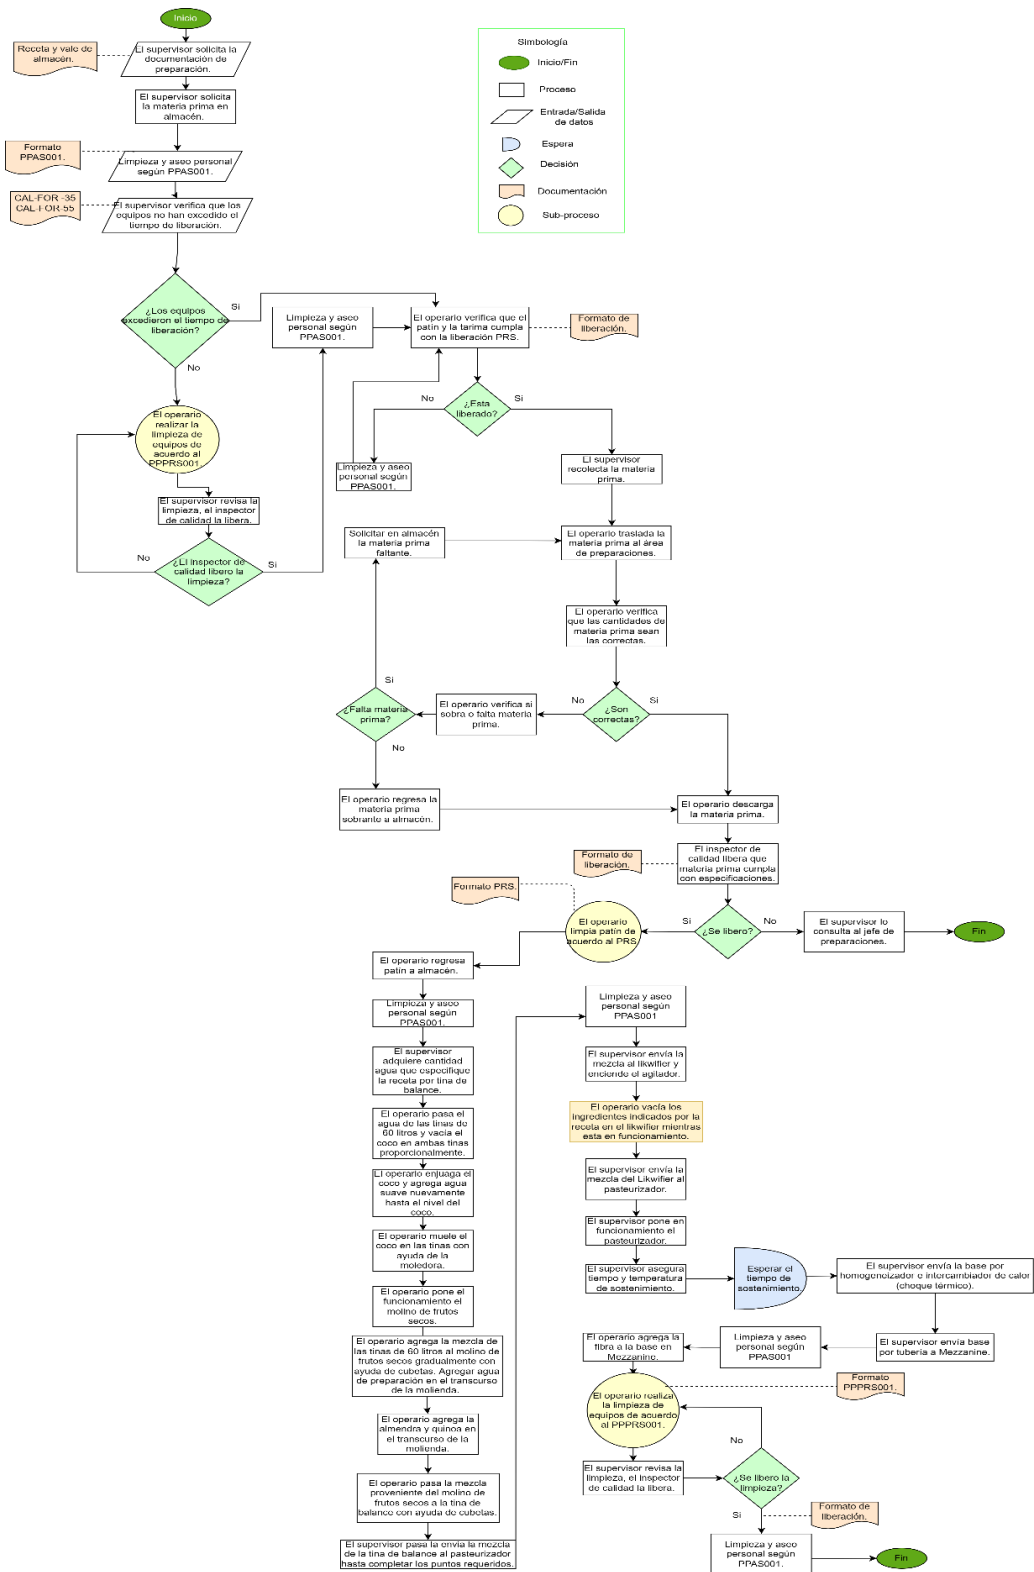 Inicio
Receta y vale de
almacén.
El supervisor solicita la
documentación de
preparación.
El supervisor solicita
la materia prima en
almacén.
Formato
PPAS001.
Limpieza y aseo personal
según PPAS001.
CAL-FOR -35
CAL-FOR-55
El supervisor verifica que los
equipos no han excedido el
tiempo de liberación.
Simbología
Inicio/Fin
Proceso
Entrada/Salida
de datos
Espera
Decisión
Documentación
Sub-proceso
¿Los equipos
excedieron el tiempo de
liberación?
Si
No
Limpieza y aseo
personal según
PPAS001.
El operario verifica que el
patín y la tarima cumpla
con la liberación PRS.
Formato de
liberación.
¿Esta
liberado?
No
Si
Limpieza y aseo
personal según
PPAS001.
El operario
realizar la
limpieza de
equipos de
acuerdo al
PPPRS001.
El supervisor revisa la
limpieza, el inspector
de calidad la libera.
¿El inspector de
calidad libero la
limpieza?
No
Si
El supervisor
recolecta la materia
prima.
Solicitar en almacén
la materia prima
faltante.
El operario traslada la
materia prima al área de
preparaciones.
El operario verifica
que las cantidades de
materia prima sean
las correctas.
Si
¿Falta materia
prima?
No
El operario verifica si
sobra o falta materia
prima.
No
¿Son
correctas?
Si
El operario regresa la
materia prima
sobrante a almacén.
El operario descarga
la materia prima.
Formato de
liberación.
El inspector de
calidad libera que
materia prima cumpla
con especificaciones.
Formato PRS.
El operario
limpia patín de
acuerdo al PRS
Si
¿Se libero?
No
El supervisor lo
consulta al jefe de
preparaciones.
Fin
El operario regresa
patín a almacén.
Limpieza y aseo
personal según
PPAS001.
El supervisor
adquiere cantidad
agua que especifique
la receta por tina de
balance.
El operario pasa el
agua de las tinas de
60 litros y vacía el
coco en ambas tinas
proporcionalmente.
El operario enjuaga el
coco y agrega agua
suave nuevamente
hasta el nivel del
coco.
El operario muele el
coco en las tinas con
ayuda de la
moledora.
El operario pone el
funcionamiento el
molino de frutos
secos.
El operario agrega la mezcla de
las tinas de 60 litros al molino de
frutos secos gradualmente con
ayuda de cubetas. Agregar agua
de preparación en el transcurso
de la molienda.
El operario agrega la
almendra y quinoa en
el transcurso de la
molienda.
El operario pasa la mezcla
proveniente del molino de
frutos secos a la tina de
balance con ayuda de cubetas.
El supervisor pasa la envía la mezcla
de la tina de balance al pasteurizador
hasta completar los puntos requeridos.
Limpieza y aseo
personal según
PPAS001
El supervisor envía la
mezcla al likwifier y
enciende el agitador.
El operario vacía los
ingredientes indicados por la
receta en el likwifier mientras
esta en funcionamiento.
El supervisor envía la
mezcla del Likwifier al
pasteurizador.
El supervisor pone en
funcionamiento el
pasteurizador.
El supervisor asegura
tiempo y temperatura
de sostenimiento.
Esperar el
tiempo de
sostenimiento.
El supervisor envía la base por
homogeneizador e intercambiador de calor
(choque térmico).
El supervisor envía base
por tubería a Mezzanine.
Limpieza y aseo
personal según
PPAS001
El operario agrega la
fibra a la base en
Mezzanine.
Formato
PPPRS001.
El operario realiza
la limpieza de
equipos de acuerdo
al PPPRS001.
El supervisor revisa la
limpieza, el inspector
de calidad la libera.
No
¿Se libero la
limpieza?
Si
Formato de
liberación.
Limpieza y aseo
personal según
PPAS001.
Fin